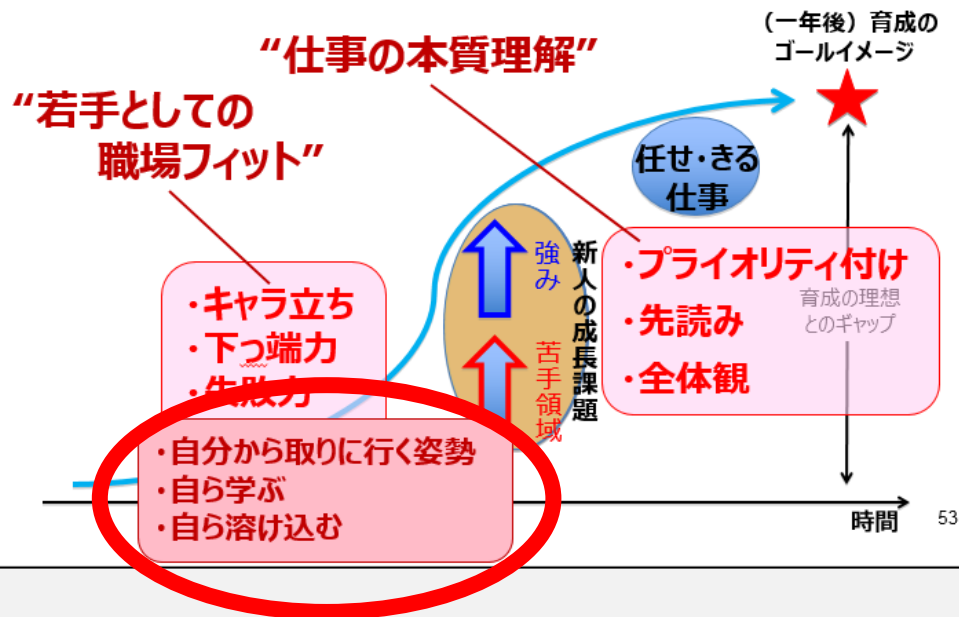 （一年後）育成の
ゴールイメージ
“仕事の本質理解”
“若手としての
職場フィット”
任せ・きる
仕事
・キャラ立ち
・下っ端力
・失敗力
強み
苦手領域
新人の成長課題
・プライオリティ付け
・先読み
・全体観
育成の理想
とのギャップ
・自分から取りに行く姿勢
・自ら学ぶ
・自ら溶け込む
時間
53